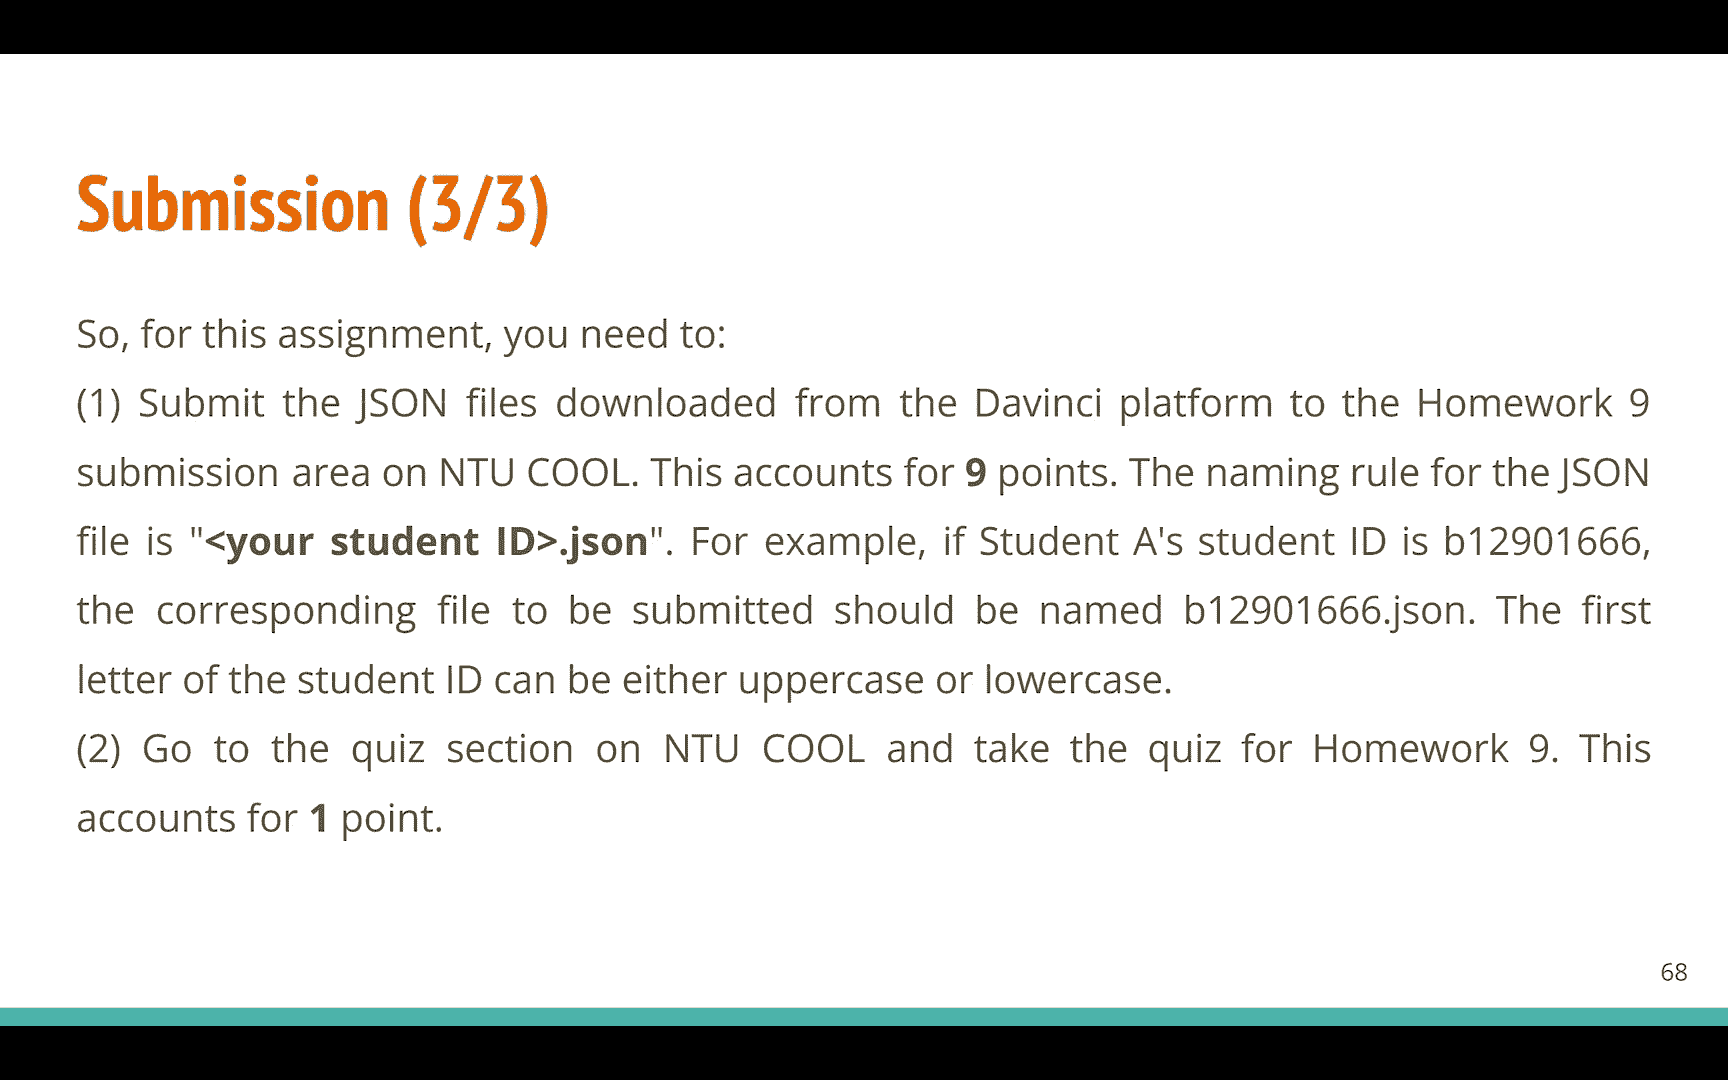 Submission (3/3)
So, for this assignment, you need to:
(1) Submit the JSON files downloaded from the Davinci platform to the Homework 9
submission area on NTU COOL. This accounts for 9 points. The naming rule for the JSON
file is "<your student ID>.json". For example, if Student A's student ID is b12901666,
the corresponding file to be submitted should be named b12901666.json. The first
letter of the student ID can be either uppercase or lowercase.
(2) Go to the quiz section on NTU COOL and take the quiz for Homework 9. This
accounts for 1 point.
68